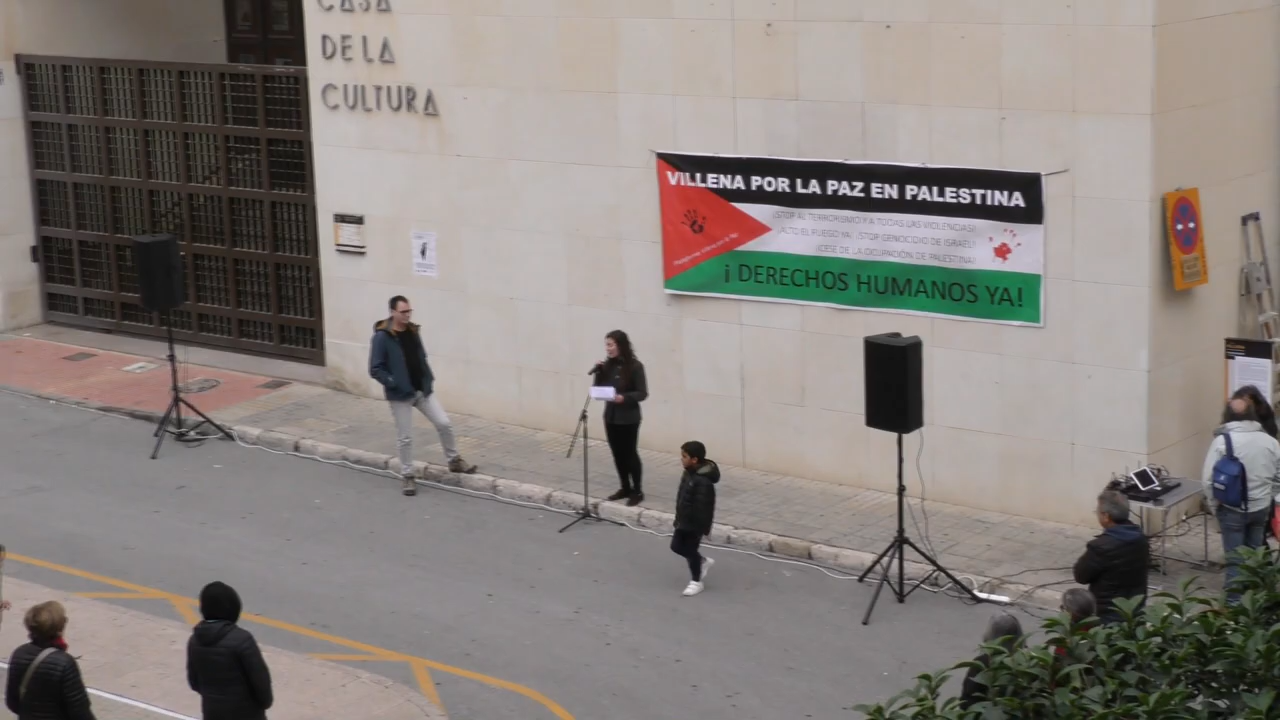 CASA
DE LA
CULTURA
VILLENA POR LA PAZ EN PALESTINA
¡STOP AL TERRORISMO Y A TODAS LAS VIOLENCIAS!
¡ALTO EL FUEGO YA! ¡STOP GENOCIDIO DE ISRAEL!
¡CESE DE LA OCUPACIÓN DE PALESTINA!
¡ DERECHOS HUMANOS YA!